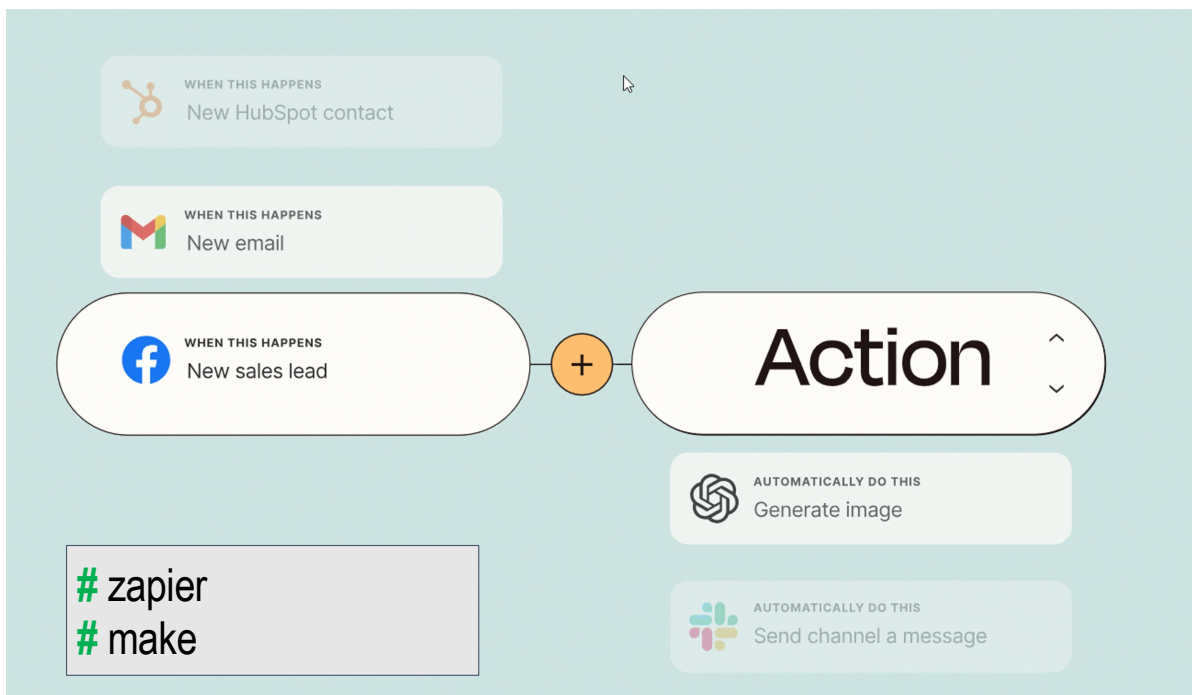 WHEN THIS HAPPENS
New HubSpot contact
WHEN THIS HAPPENS
New email
WHEN THIS HAPPENS
New sales lead
+
Action
AUTOMATICALLY DO THIS
Generate image
AUTOMATICALLY DO THIS
Send channel a message
# zapier
# make